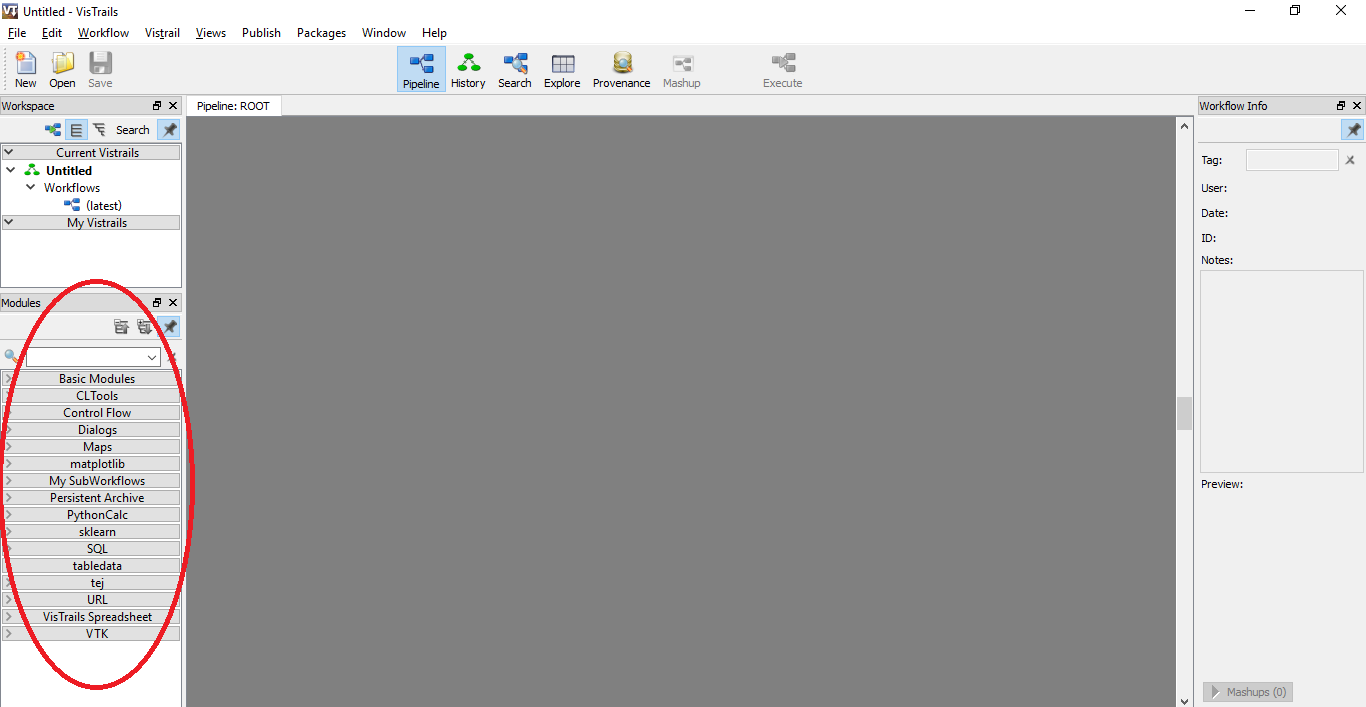 VT Untitled - VisTrails
File Edit Workflow Vistrail Views Publish Packages Window Help
New Open Save Pipeline History Search Explore Provenance Mashup Execute
Workspace
Search
Current Vistrails
Untitled
Workflows
(latest)
My Vistrails
Modules
Basic Modules
CLTools
Control Flow
Dialogs
Maps
matplotlib
My SubWorkflows
Persistent Archive
PythonCalc
sklearn
SQL
tabledata
tej
URL
VisTrails Spreadsheet
VTK
Pipeline: ROOT
Workflow Info
Tag:
User:
Date:
ID:
Notes:
Preview:
Mashups (0)